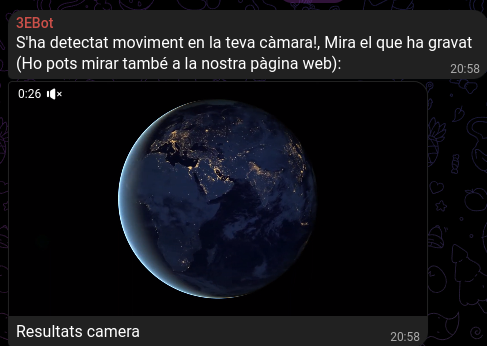 3EBot
S'ha detectat moviment en la teva càmara!, Mira el que ha gravat
(Ho pots mirar també a la nostra pàgina web):
20:58
0:26
Resultats camera
20:58